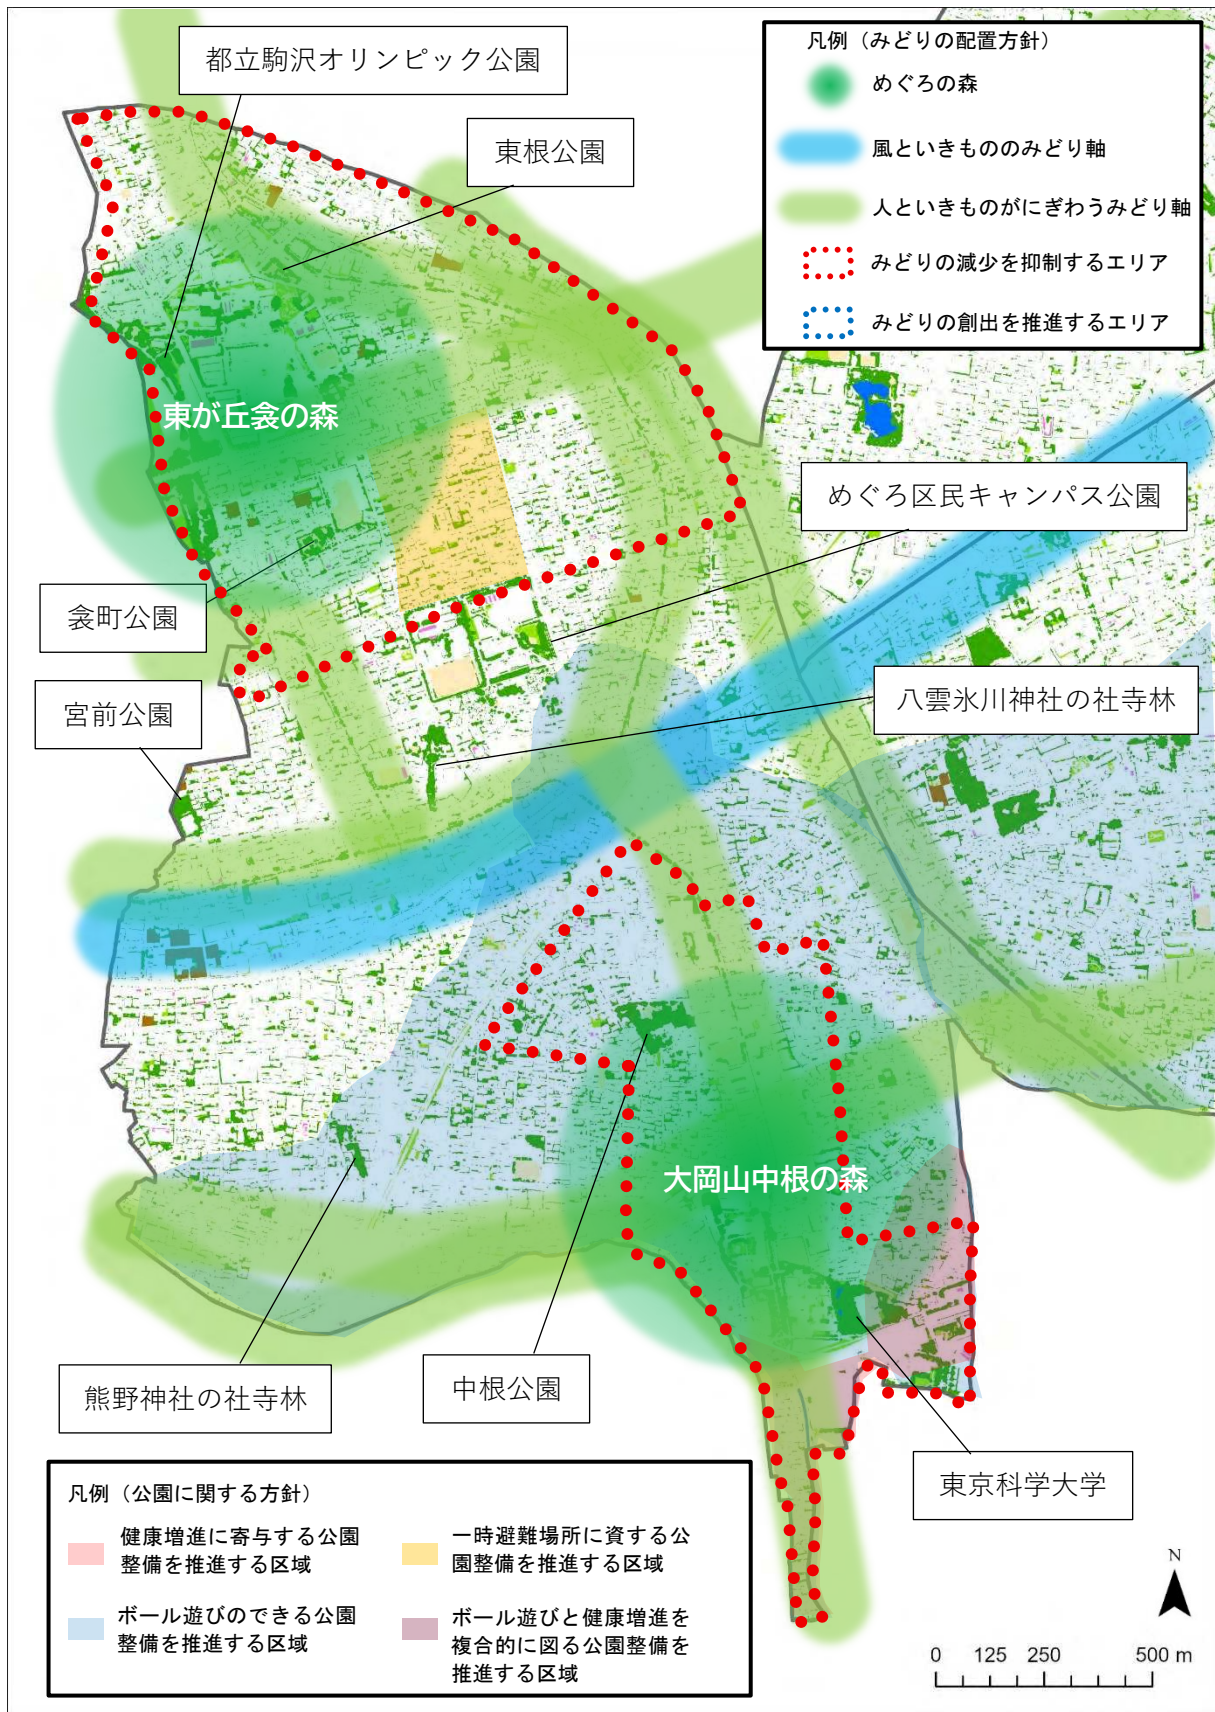 凡例（みどりの配置方針）
めぐろの森
風といきもののみどり軸
人といきものがにぎわうみどり軸
みどりの減少を抑制するエリア
みどりの創出を推進するエリア
都立駒沢オリンピック公園
東根公園
東が丘衾の森
めぐろ区民キャンパス公園
衾町公園
八雲氷川神社の社寺林
宮前公園
大岡山中根の森
熊野神社の社寺林
中根公園
東京科学大学
凡例（公園に関する方針）
健康増進に寄与する公園
整備を推進する区域
一時避難場所に資する公
園整備を推進する区域
ボール遊びのできる公園
整備を推進する区域
ボール遊びと健康増進を
複合的に図る公園整備を
推進する区域
N
0 125 250 500 m